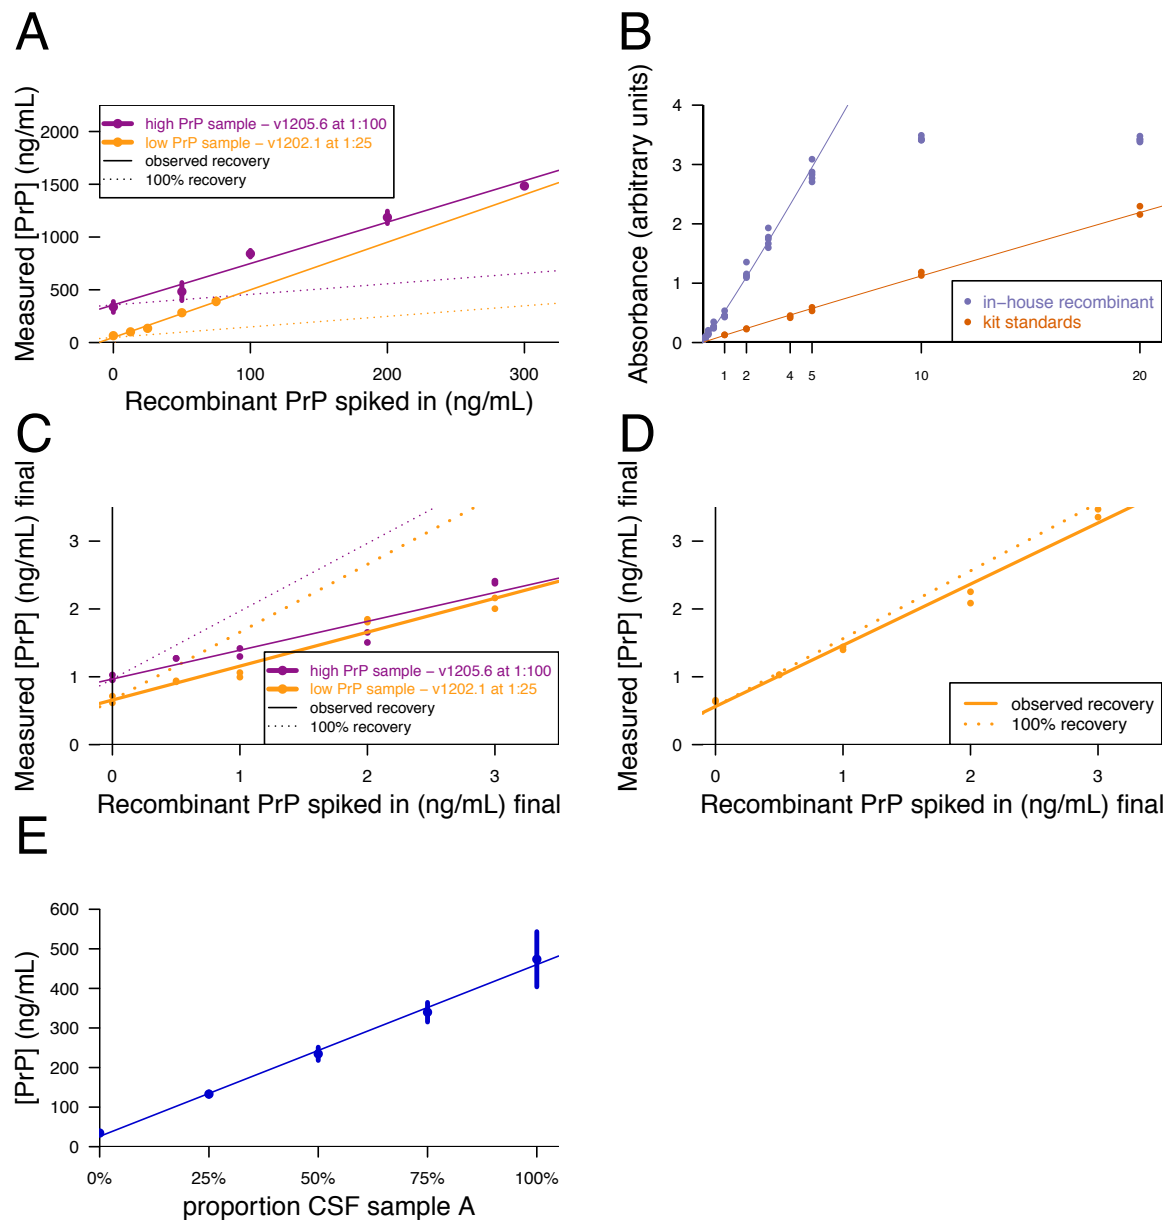 A
Measured [PrP] (ng/mL)
2000
1500
1000
500
0
high PrP sample – v1205.6 at 1:100
low PrP sample – v1202.1 at 1:25
observed recovery
100% recovery
0 100 200 300
Recombinant PrP spiked in (ng/mL)
B
Absorbance (arbitrary units)
4
3
2
1
0
in-house recombinant
kit standards
1 2 4 5 10 20
C
Measured [PrP] (ng/mL) final
3
2
1
0
high PrP sample – v1205.6 at 1:100
low PrP sample – v1202.1 at 1:25
observed recovery
100% recovery
0 1 2 3
Recombinant PrP spiked in (ng/mL) final
D
Measured [PrP] (ng/mL) final
3
2
1
0
observed recovery
100% recovery
0 1 2 3
Recombinant PrP spiked in (ng/mL) final
E
[PrP] (ng/mL)
600
500
400
300
200
100
0
0% 25% 50% 75% 100%
proportion CSF sample A